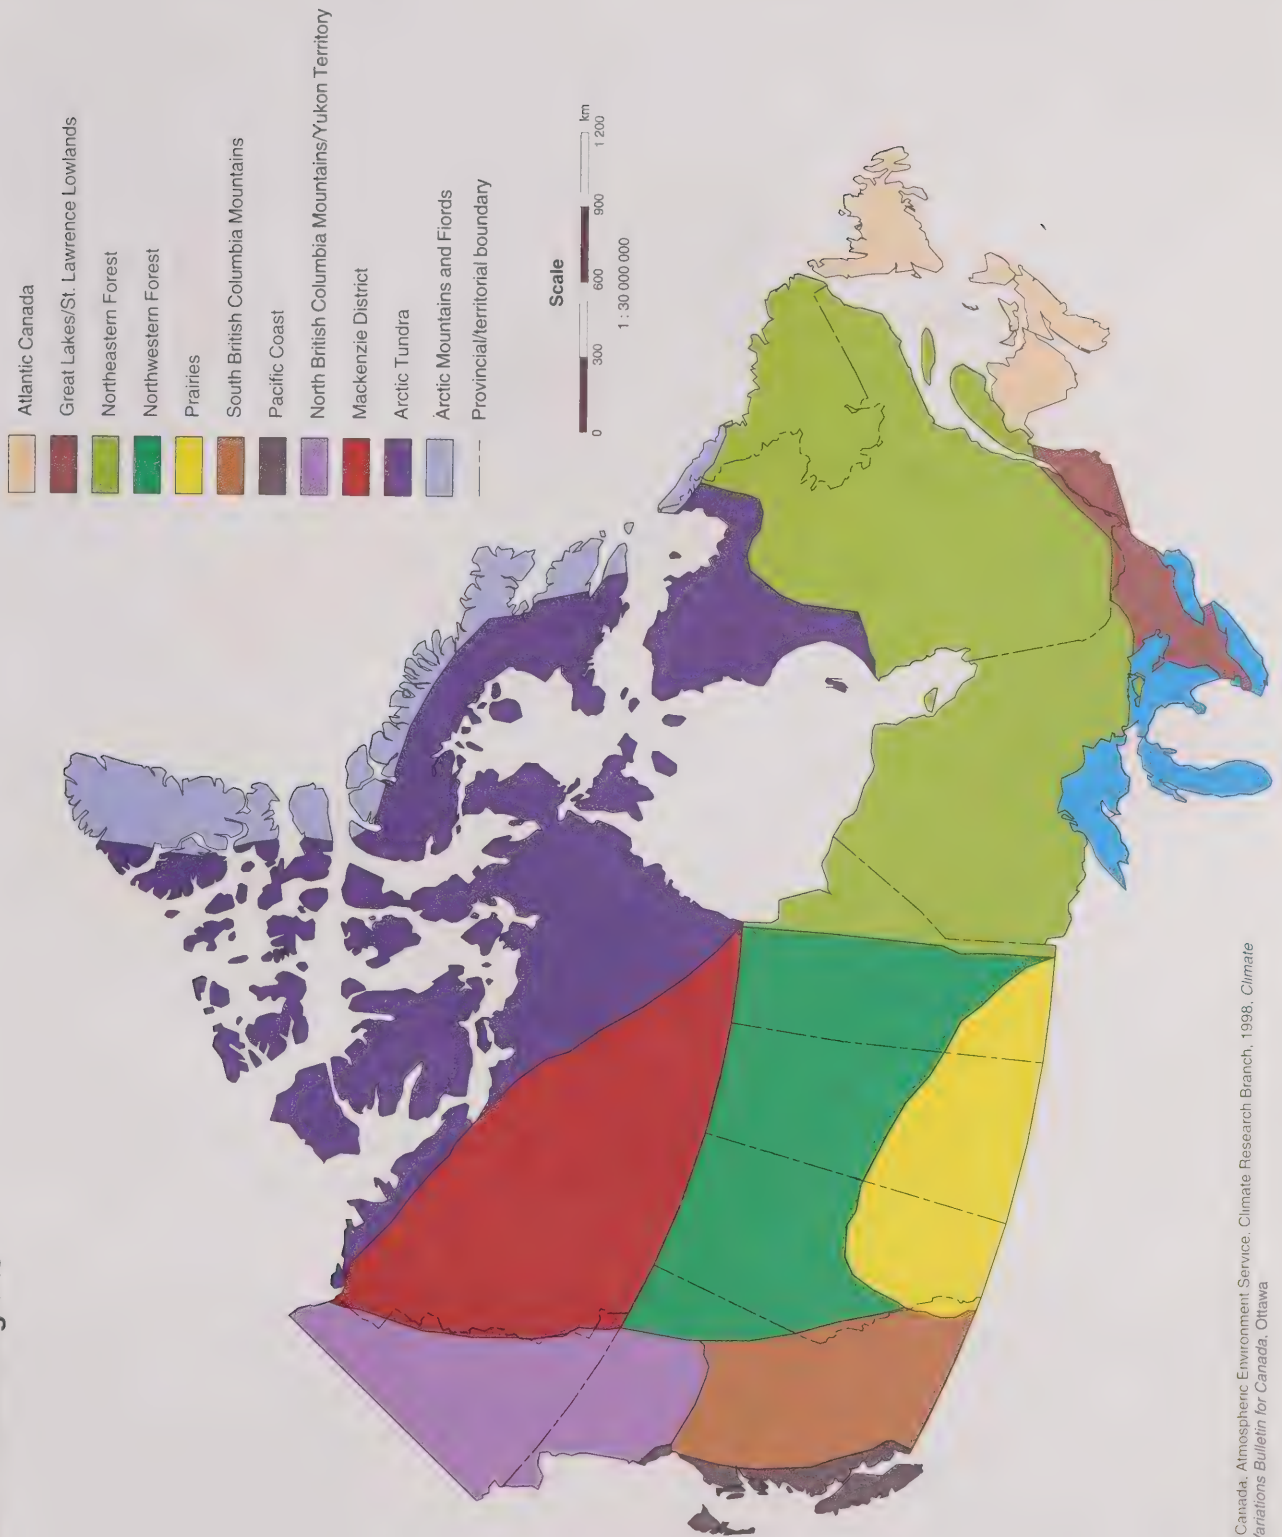 Atlantic Canada
Great Lakes/St. Lawrence Lowlands
Northeastern Forest
Northwestern Forest
Prairies
South British Columbia Mountains
Pacific Coast
North British Columbia Mountains/Yukon Territory
Mackenzie District
Arctic Tundra
Arctic Mountains and Fiords
Provincial/territorial boundary
Scale
0 300 600 900 1 200 km
1 : 30 000 000
Canada. Atmospheric Environment Service. Climate Research Branch, 1998, Climate
Variations Bulletin for Canada, Ottawa